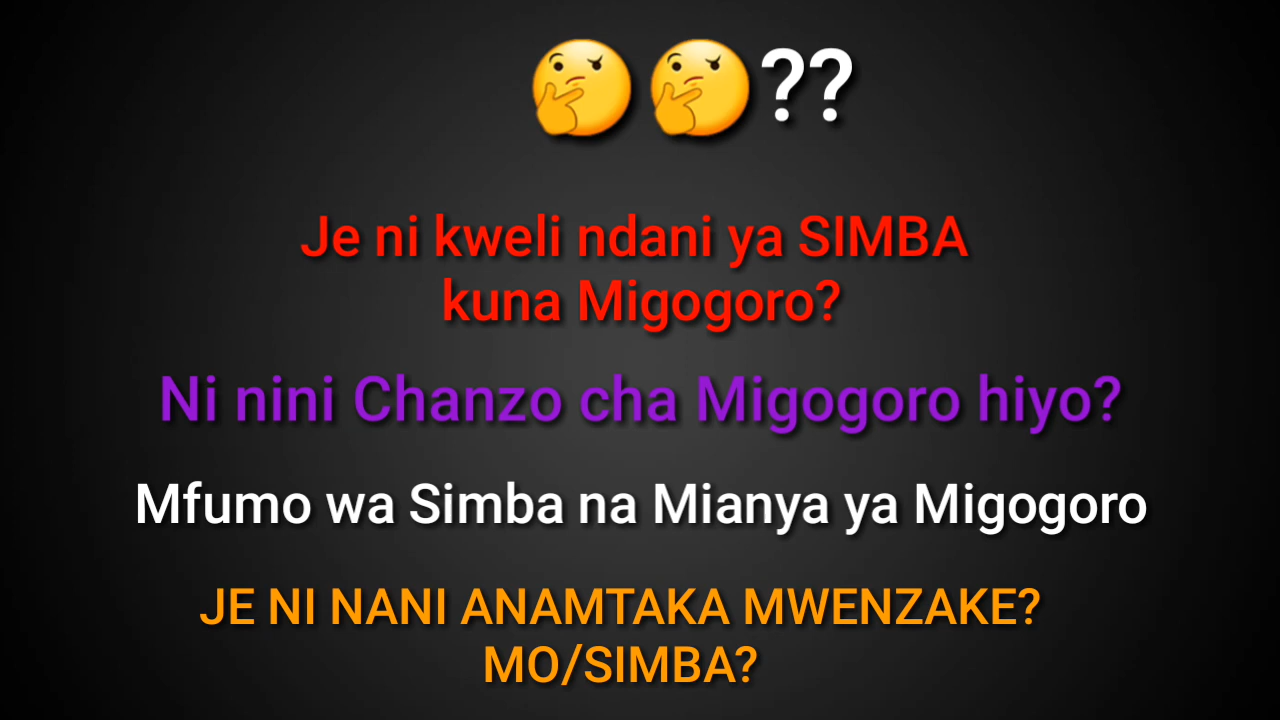 🤔🤔??
Je ni kweli ndani ya SIMBA
kuna Migogoro?
Ni nini Chanzo cha Migogoro hiyo?
Mfumo wa Simba na Mianya ya Migogoro
JE NI NANI ANAMTAKA MWENZAKE?
MO/SIMBA?